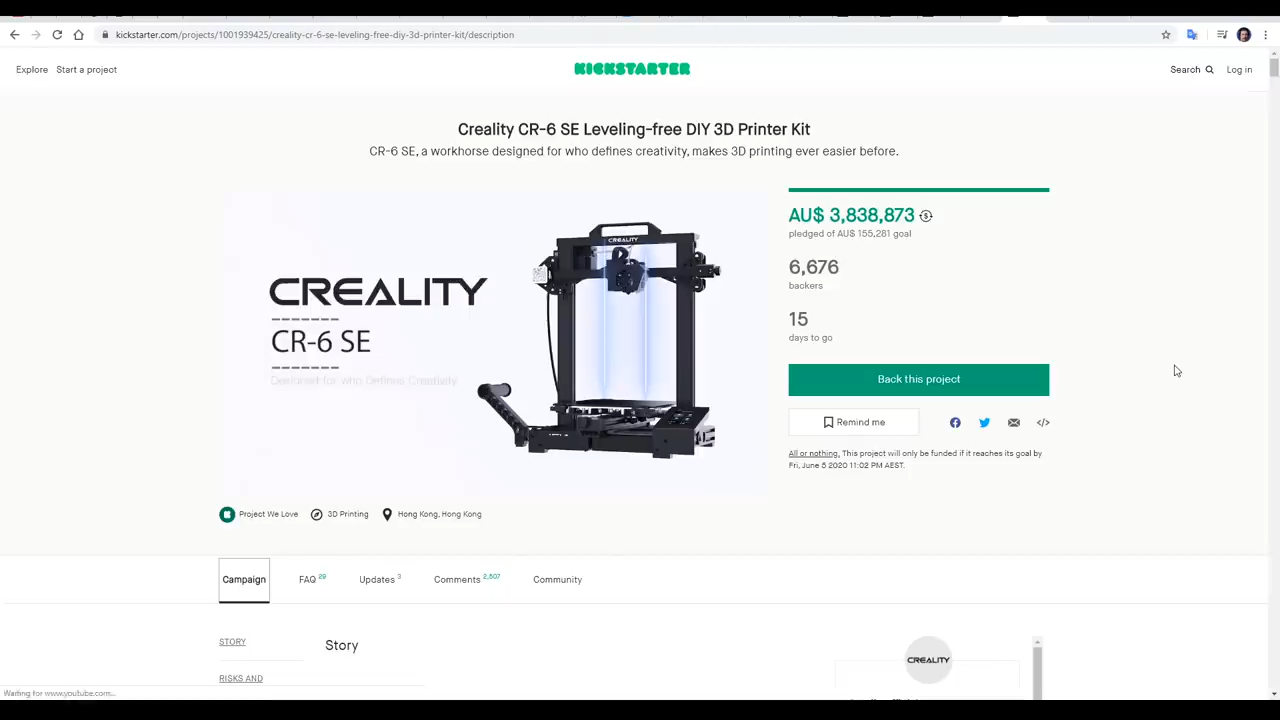 kickstarter.com/projects/1001939425/creality-cr-6-se-leveling-free-diy-3d-printer-kit/description
Explore Start a project
KICKSTARTER
Search Log in
Creality CR-6 SE Leveling-free DIY 3D Printer Kit
CR-6 SE, a workhorse designed for who defines creativity, makes 3D printing ever easier before.
CREALITY
CR-6 SE
Designed for who Defines Creativity
CREALITY
AU$ 3,838,873
pledged of AU$ 155,281 goal
6,676
backers
15
days to go
Back this project
Remind me
All or nothing. This project will only be funded if it reaches its goal by
Fri, June 5 2020 11:02 PM AEST.
Project We Love 3D Printing Hong Kong, Hong Kong
Campaign FAQ 29 Updates 3 Comments 2,607 Community
STORY
Story
CREALITY
RISKS AND
Waiting for www.youtube.com...